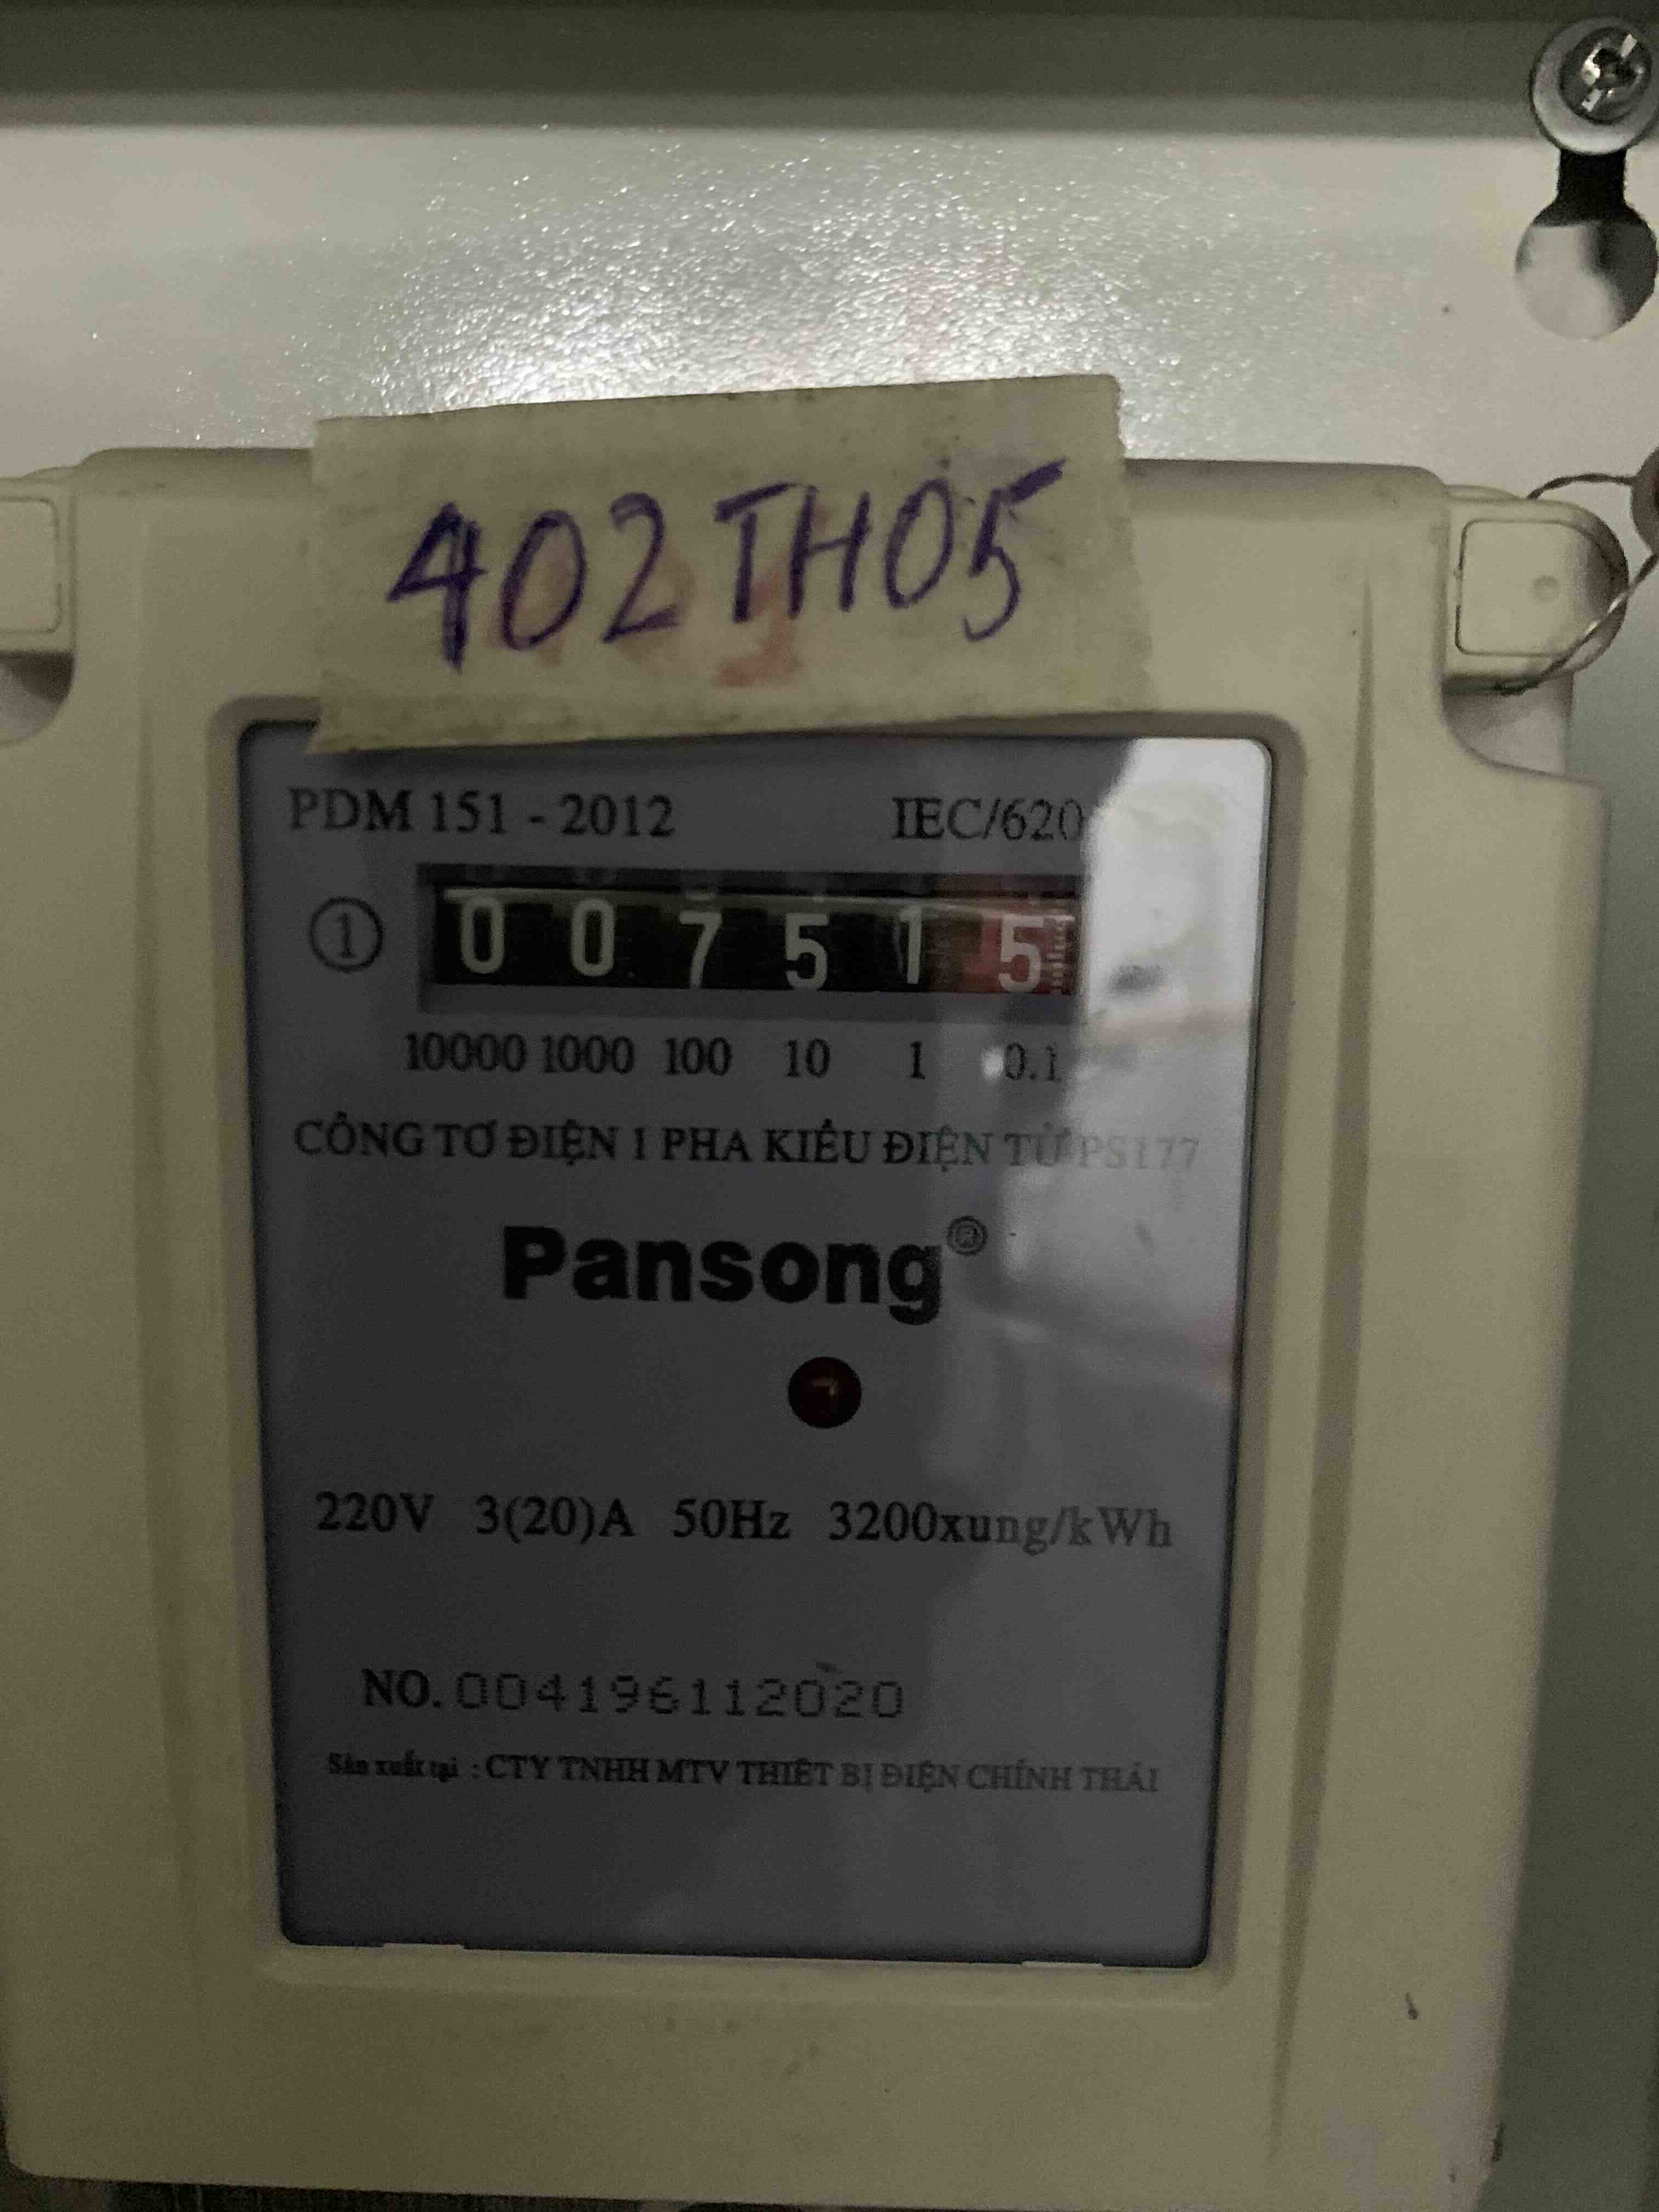 402TH05
PDM 151 - 2012 IEC/620
1 0 0 7 5 1 5
10000 1000 100 10 1 0.1
CÔNG TƠ ĐIỆN 1 PHA KIỂU ĐIỆN TỬ PS177
Pansong®
220V 3(20)A 50Hz 3200xung/kWh
NO. 004196112020
Sản xuất tại : CTY TNHH MTV THIẾT BỊ ĐIỆN CHÍNH THÁI